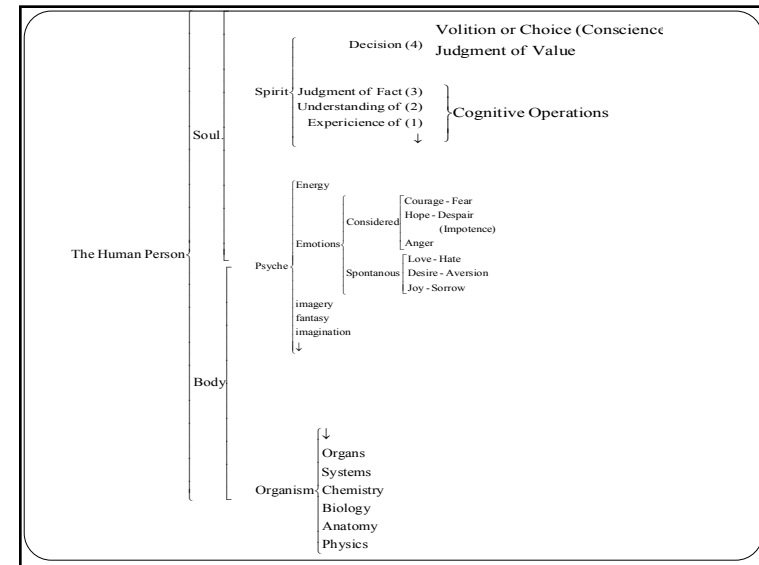 Volition or Choice (Conscience
Decision (4)
Judgment of Value
Spirit
Judgment of Fact (3)
Understanding of (2)
Expericience of (1)
↓
Cognitive Operations
Soul.
Energy
Courage - Fear
Considered
Hope - Despair
(Impotence)
Emotions
Anger
The Human Person
Psyche
Love - Hate
Spontanous
Desire - Aversion
Joy - Sorrow
imagery
fantasy
imagination
↓
Body
↓
Organs
Systems
Organism
Chemistry
Biology
Anatomy
Physics